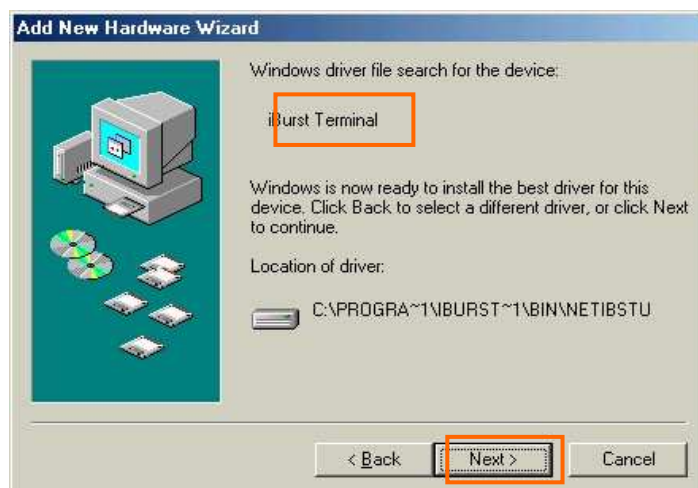 Add New Hardware Wizard
Windows driver file search for the device:
iBurst Terminal
Windows is now ready to install the best driver for this
device. Click Back to select a different driver, or click Next
to continue.
Location of driver:
C:\PROGRA~1\IBURST~1\BIN\NETIBSTU
< Back
Next >
Cancel